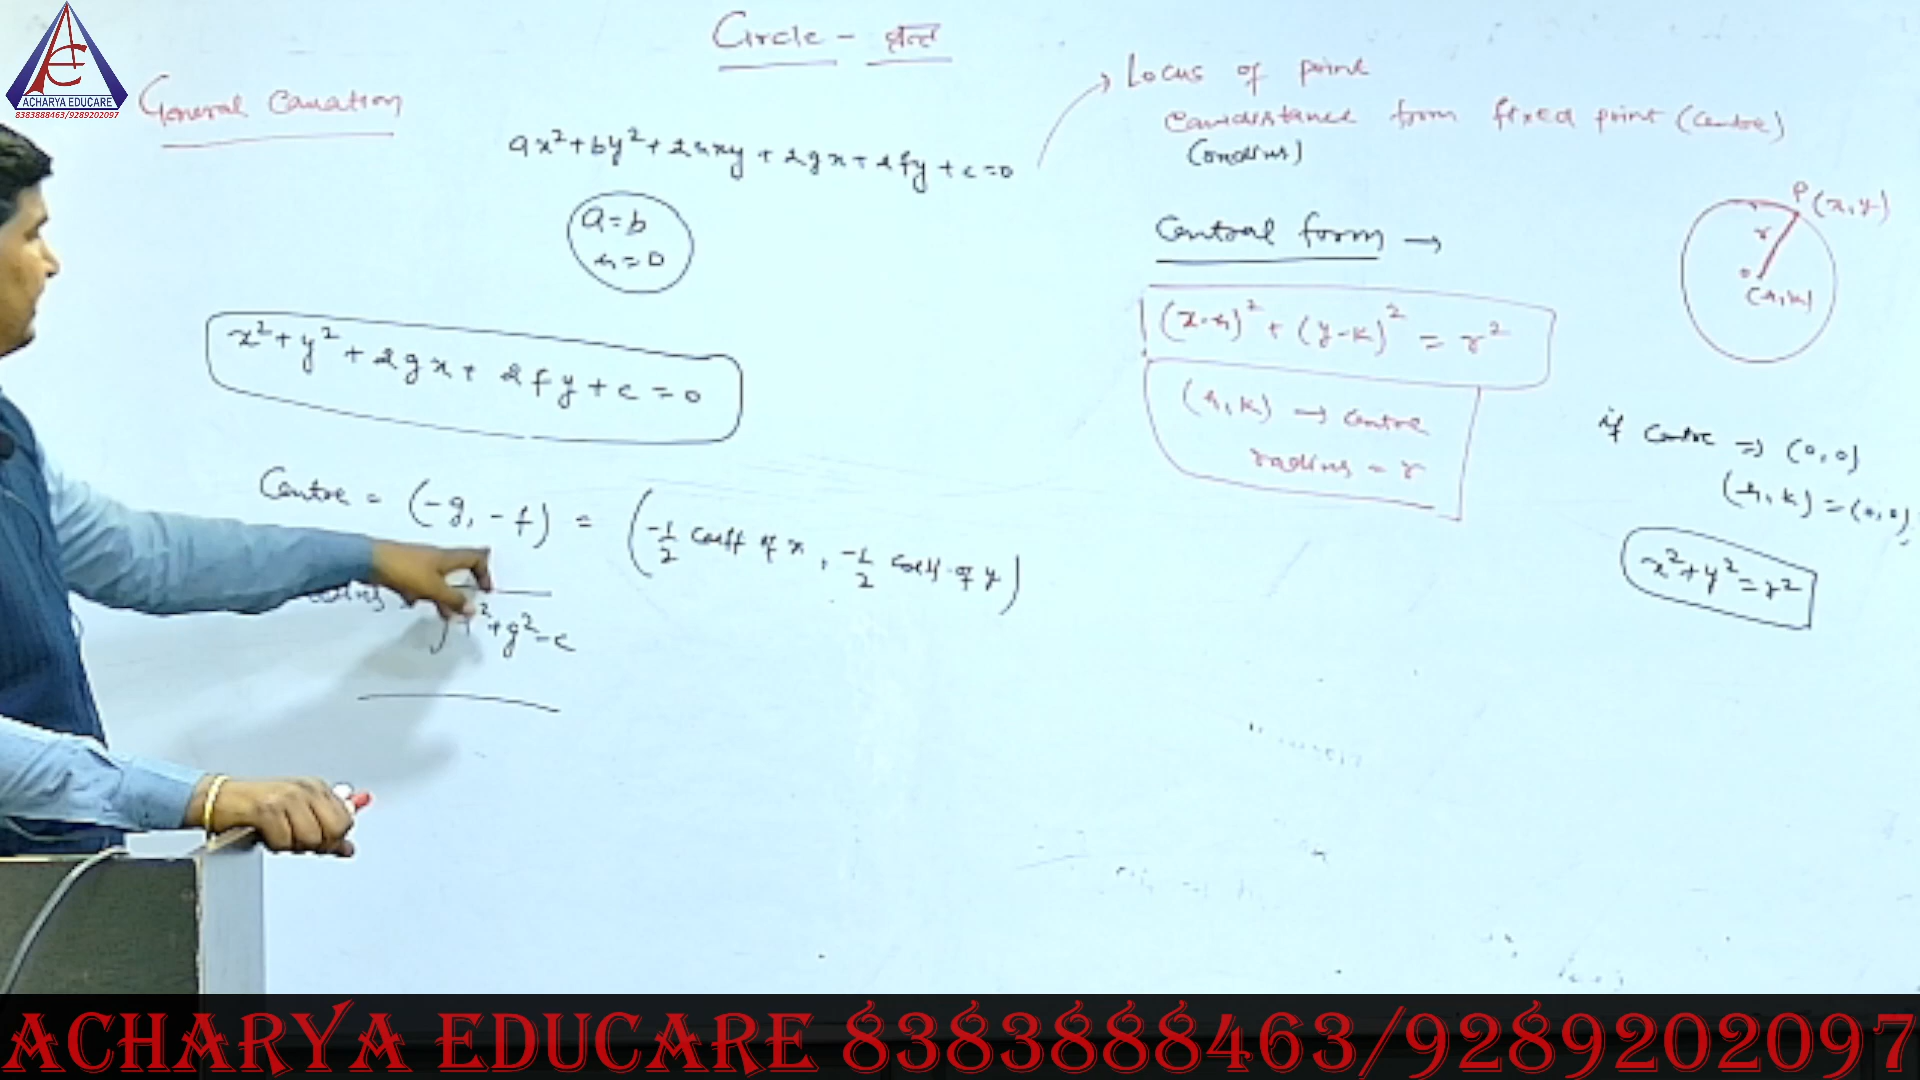 ACHARYA EDUCARE
8383888463/9289202097
Circle - वृत्त
General Equation
ax²+by²+2hxy+2gx+2fy+c=0
a=b
h=0
x²+y²+2gx+2fy+c=0
Centre = (-g, -f) = (-1/2 coeff of x, -1/2 coeff. of y)
f²+g²-c
Locus of point
equidistance from fixed point (centre)
(radius)
Central form →
(x-h)²+(y-k)²=r²
(h,k) → centre
radius = r
P(x,y)
r
(h,k)
if centre ⇒ (0,0)
(h,k)=(0,0)
x²+y²=r²
ACHARYA EDUCARE 8383888463/9289202097